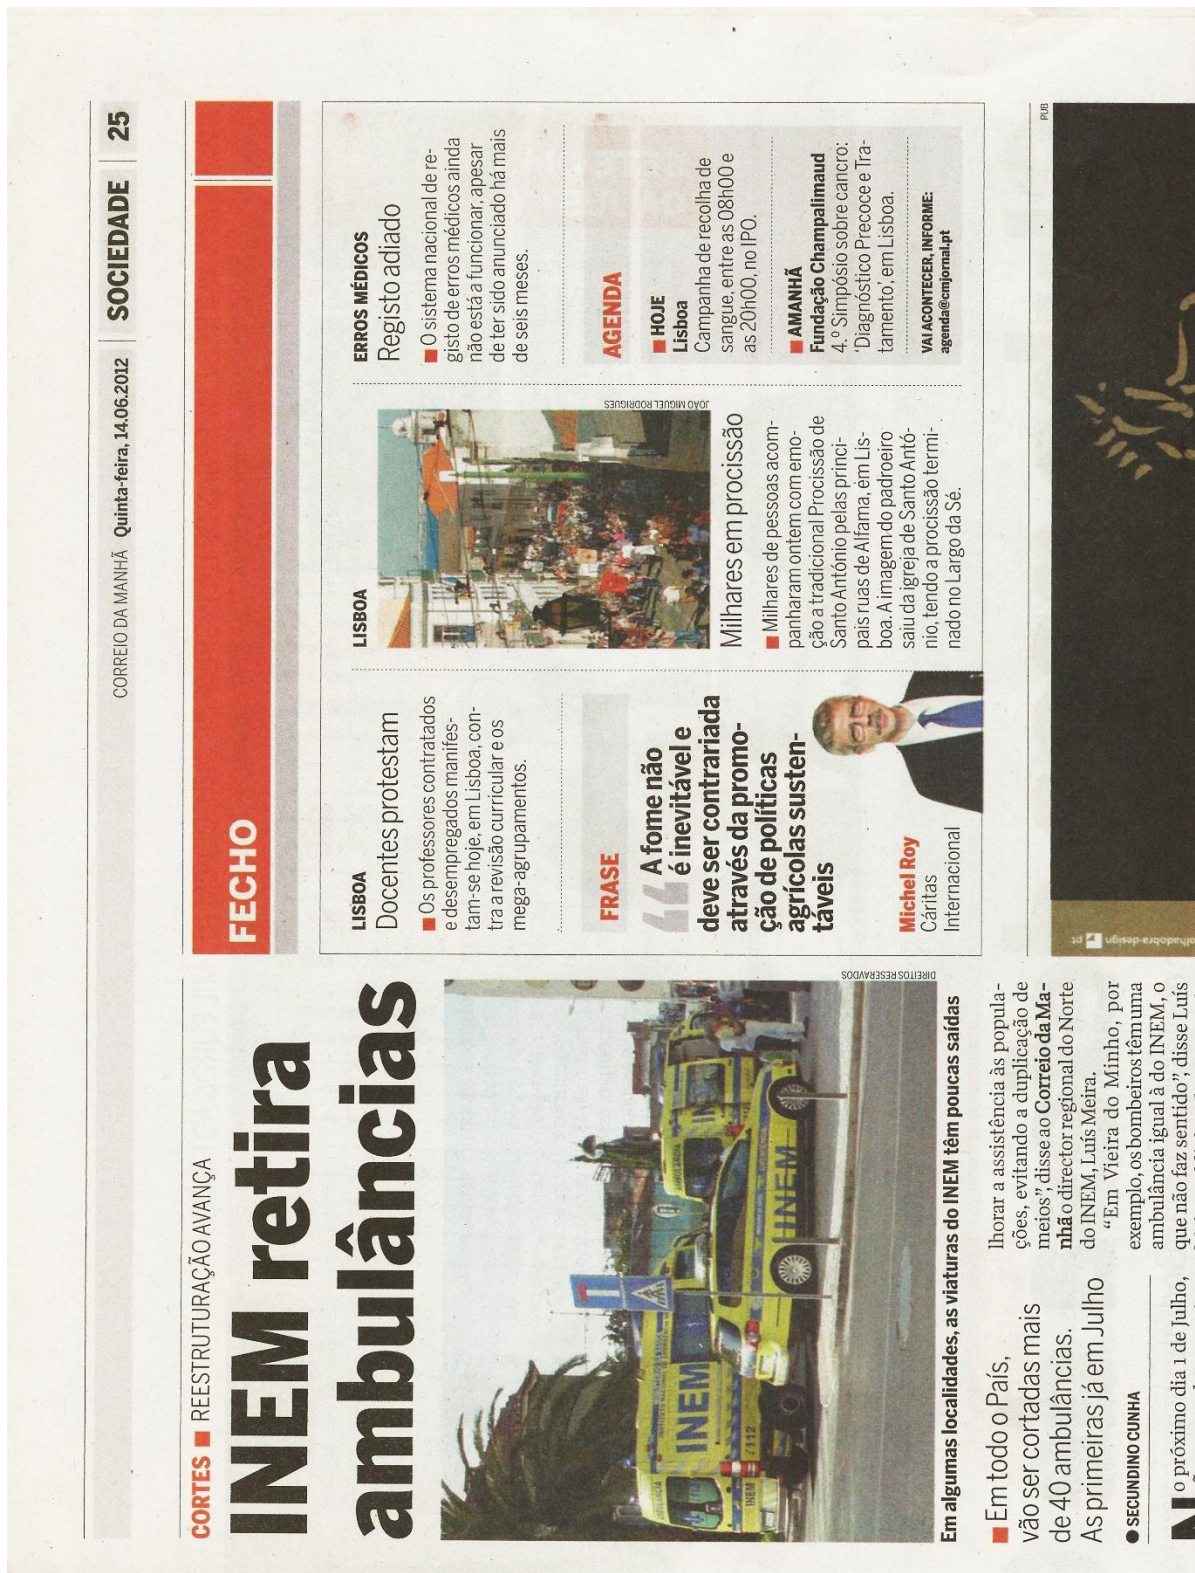 CORREIO DA MANHÃ Quinta-feira, 14.06.2012 SOCIEDADE 25
CORTES ■ REESTRUTURAÇÃO AVANÇA
INEM retira
ambulâncias
DIREITOS RESERVADOS
Em algumas localidades, as viaturas do INEM têm poucas saídas
■ Em todo o País,
vão ser cortadas mais
de 40 ambulâncias.
As primeiras já em Julho
● SECUNDINO CUNHA
No próximo dia 1 de Julho,
lhorar a assistência às popula-
ções, evitando a duplicação de
meios”, disse ao Correio da Ma-
nhã o director regional do Norte
do INEM, Luís Meira.
“Em Vieira do Minho, por
exemplo, os bombeiros têm uma
ambulância igual à do INEM, o
que não faz sentido”, disse Luís
FECHO
LISBOA
Docentes protestam
■ Os professores contratados
e desempregados manifes-
tam-se hoje, em Lisboa, con-
tra a revisão curricular e os
mega-agrupamentos.
FRASE
“A fome não
é inevitável e
deve ser contrariada
através da promo-
ção de políticas
agrícolas susten-
táveis
Michel Roy
Cáritas
Internacional
LISBOA
JOÃO MIGUEL RODRIGUES
Milhares em procissão
■ Milhares de pessoas acom-
panharam ontem com emo-
ção a tradicional Procissão de
Santo António pelas princi-
pais ruas de Alfama, em Lis-
boa. A imagem do padroeiro
saiu da igreja de Santo Antó-
nio, tendo a procissão termi-
nado no Largo da Sé.
ERROS MÉDICOS
Registo adiado
■ O sistema nacional de re-
gisto de erros médicos ainda
não está a funcionar, apesar
de ter sido anunciado há mais
de seis meses.
AGENDA
■ HOJE
Lisboa
Campanha de recolha de
sangue, entre as 08h00 e
as 20h00, no IPO.
■ AMANHÃ
Fundação Champalimaud
4.º Simpósio sobre cancro:
‘Diagnóstico Precoce e Tra-
tamento’, em Lisboa.
VAI ACONTECER, INFORME:
agenda@cmjornal.pt
PUB
INEM
INEM
INEM
112